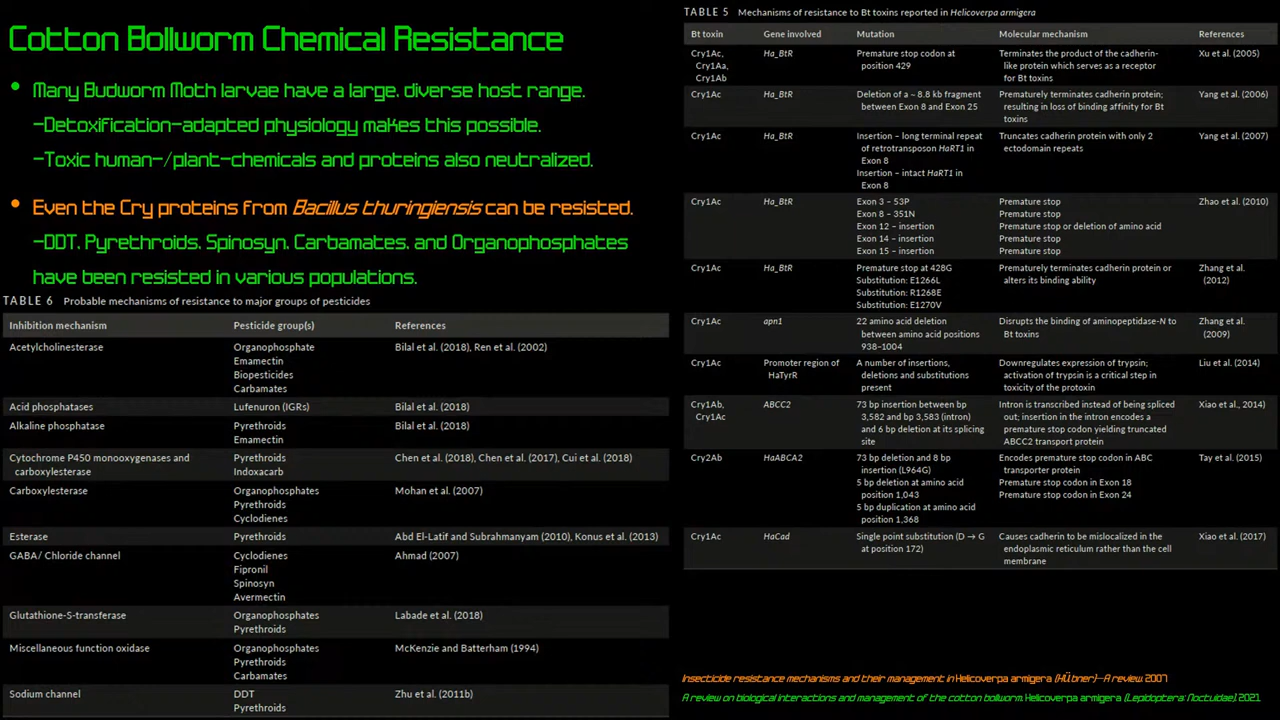 Cotton Bollworm Chemical Resistance
• Many Budworm Moth larvae have a large, diverse host range.
-Detoxification-adapted physiology makes this possible.
-Toxic human-/plant-chemicals and proteins also neutralized.
• Even the Cry proteins from Bacillus thuringiensis can be resisted.
-DDT, Pyrethroids, Spinosyn, Carbamates, and Organophosphates
have been resisted in various populations.
TABLE 6 Probable mechanisms of resistance to major groups of pesticides
Inhibition mechanism Pesticide group(s) References
Acetylcholinesterase Organophosphate Bilal et al. (2018), Ren et al. (2002)
Emamectin
Biopesticides
Carbamates
Acid phosphatases Lufenuron (IGRs) Bilal et al. (2018)
Alkaline phosphatase Pyrethroids Bilal et al. (2018)
Emamectin
Cytochrome P450 monooxygenases and Pyrethroids Chen et al. (2018), Chen et al. (2017), Cui et al. (2018)
carboxylesterase Indoxacarb
Carboxylesterase Organophosphates Mohan et al. (2007)
Pyrethroids
Cyclodienes
Esterase Pyrethroids Abd El-Latif and Subrahmanyam (2010), Konus et al. (2013)
GABA/ Chloride channel Cyclodienes Ahmad (2007)
Fipronil
Spinosyn
Avermectin
Glutathione-S-transferase Organophosphates Labade et al. (2018)
Pyrethroids
Miscellaneous function oxidase Organophosphates McKenzie and Batterham (1994)
Pyrethroids
Carbamates
Sodium channel DDT Zhu et al. (2011b)
Pyrethroids
TABLE 5 Mechanisms of resistance to Bt toxins reported in Helicoverpa armigera
Bt toxin Gene involved Mutation Molecular mechanism References
Cry1Ac, Ha_BtR Premature stop codon at Terminates the product of the cadherin- Xu et al. (2005)
Cry1Aa, position 429 like protein which serves as a receptor
Cry1Ab for Bt toxins
Cry1Ac Ha_BtR Deletion of a ~ 8.8 kb fragment Prematurely terminates cadherin protein; Yang et al. (2006)
between Exon 8 and Exon 25 resulting in loss of binding affinity for Bt
toxins
Cry1Ac Ha_BtR Insertion – long terminal repeat Truncates cadherin protein with only 2 Yang et al. (2007)
of retrotransposon HaRT1 in ectodomain repeats
Exon 8
Insertion – intact HaRT1 in
Exon 8
Cry1Ac Ha_BtR Exon 3 – 53P Premature stop Zhao et al. (2010)
Exon 8 – 351N Premature stop
Exon 12 – insertion Premature stop or deletion of amino acid
Exon 14 – insertion Premature stop
Exon 15 – insertion Premature stop
Cry1Ac Ha_BtR Premature stop at 428G Prematurely terminates cadherin protein or Zhang et al.
Substitution: E1266L alters its binding ability (2012)
Substitution: R1268E
Substitution: E1270V
Cry1Ac apn1 22 amino acid deletion Disrupts the binding of aminopeptidase-N to Zhang et al.
between amino acid positions Bt toxins (2009)
938–1004
Cry1Ac Promoter region of A number of insertions, Downregulates expression of trypsin; Liu et al. (2014)
HaTyrR deletions and substitutions activation of trypsin is a critical step in
present toxicity of the protoxin
Cry1Ab, ABCC2 73 bp insertion between bp Intron is transcribed instead of being spliced Xiao et al., 2014)
Cry1Ac 3,582 and bp 3,583 (intron) out; insertion in the intron encodes a
and 6 bp deletion at its splicing premature stop codon yielding truncated
site ABCC2 transport protein
Cry2Ab HaABCA2 73 bp deletion and 8 bp Encodes premature stop codon in ABC Tay et al. (2015)
insertion (L964G) transporter protein
5 bp deletion at amino acid Premature stop codon in Exon 18
position 1,043 Premature stop codon in Exon 24
5 bp duplication at amino acid
position 1,368
Cry1Ac HaCad Single point substitution (D → G Causes cadherin to be mislocalized in the Xiao et al. (2017)
at position 172) endoplasmic reticulum rather than the cell
membrane
Insecticide resistance mechanisms and their management in Helicoverpa armigera (Hübner)—A review. 2007
A review on biological interactions and management of the cotton bollworm, Helicoverpa armigera (Lepidoptera: Noctuidae). 2021